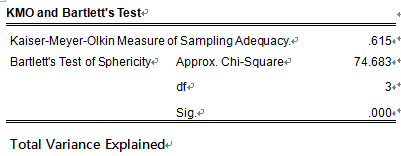 KMO and Bartlett's Test
Kaiser-Meyer-Olkin Measure of Sampling Adequacy. .615
Bartlett's Test of Sphericity Approx. Chi-Square 74.683
df 3
Sig. .000
Total Variance Explained